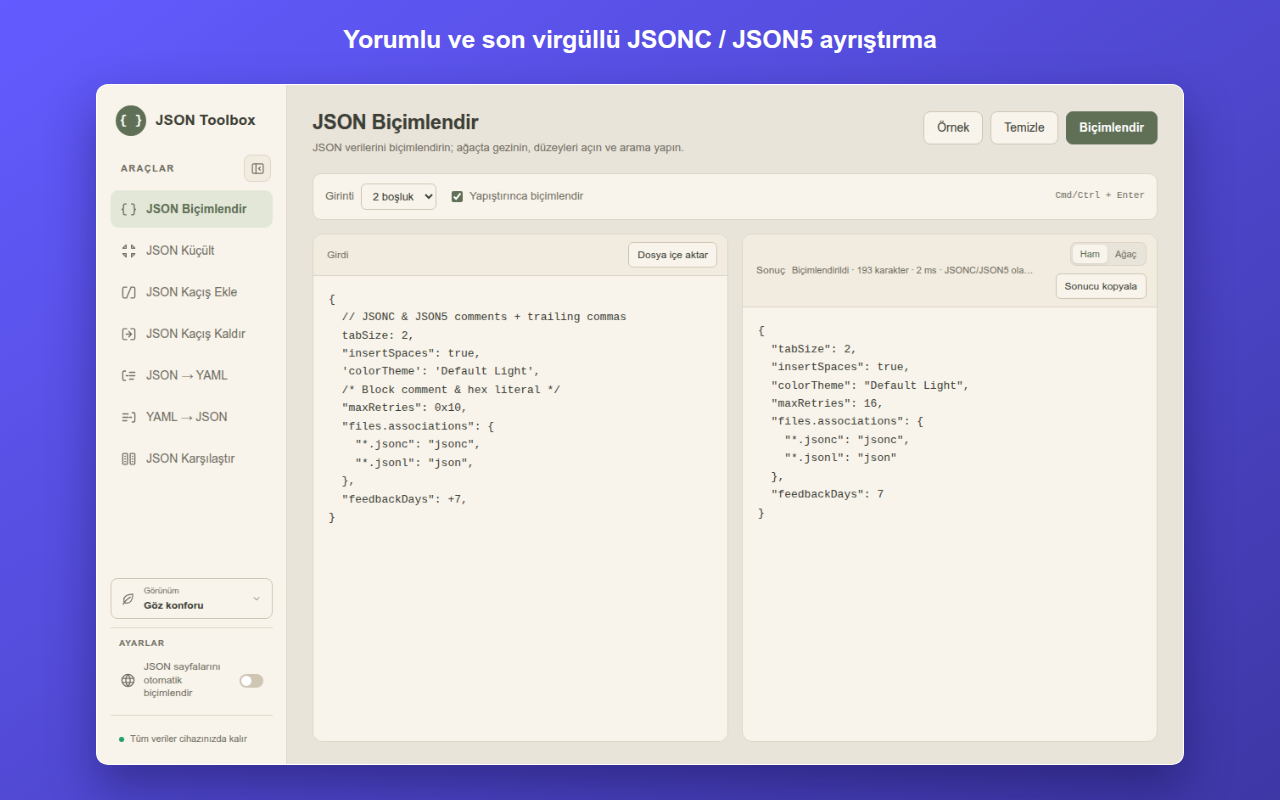 Yorumlu ve son virgüllü JSONC / JSON5 ayrıştırma
{ } JSON Toolbox
ARAÇLAR
JSON Biçimlendir
JSON Küçült
JSON Kaçış Ekle
JSON Kaçış Kaldır
JSON → YAML
YAML → JSON
JSON Karşılaştır
Görünüm
Göz konforu
AYARLAR
JSON sayfalarını
otomatik
biçimlendir
Tüm veriler cihazınızda kalır
JSON Biçimlendir
JSON verilerini biçimlendirin; ağaçta gezinin, düzeyleri açın ve arama yapın.
Örnek
Temizle
Biçimlendir
Girinti
2 boşluk
Yapıştırınca biçimlendir
Cmd/Ctrl + Enter
Girdi
Dosya içe aktar
{
  // JSONC & JSON5 comments + trailing commas
  tabSize: 2,
  "insertSpaces": true,
  'colorTheme': 'Default Light',
  /* Block comment & hex literal */
  "maxRetries": 0x10,
  "files.associations": {
    "*.jsonc": "jsonc",
    "*.jsonl": "json",
  },
  "feedbackDays": +7,
}
Sonuç Biçimlendirildi · 193 karakter · 2 ms · JSONC/JSON5 ola…
Ham
Ağaç
Sonucu kopyala
{
  "tabSize": 2,
  "insertSpaces": true,
  "colorTheme": "Default Light",
  "maxRetries": 16,
  "files.associations": {
    "*.jsonc": "jsonc",
    "*.jsonl": "json"
  },
  "feedbackDays": 7
}